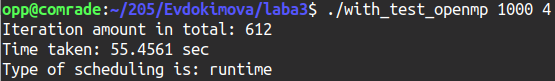 opp@comrade:~/205/Evdokimova/laba3$ ./with_test_openmp 1000 4
Iteration amount in total: 612
Time taken: 55.4561 sec
Type of scheduling is: runtime